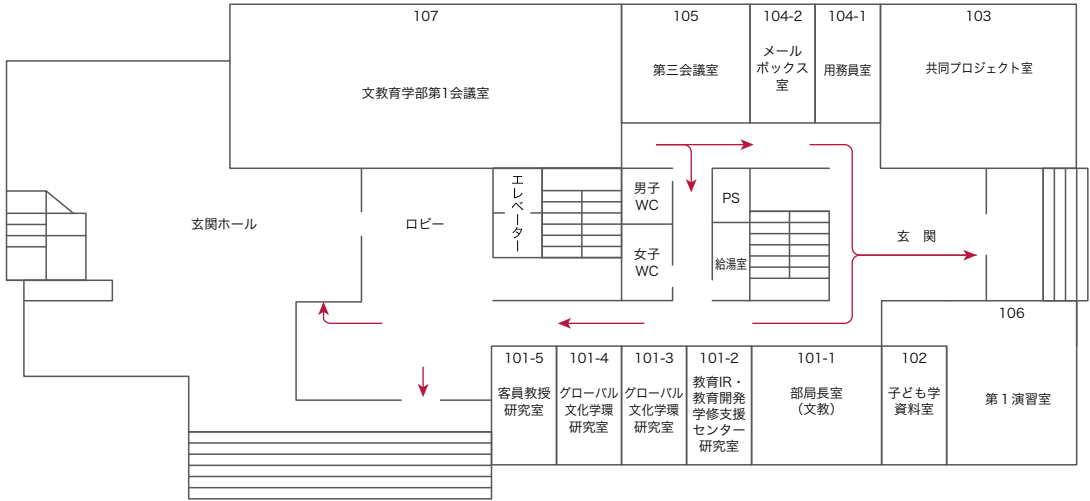 107
文教育学部第1会議室
105
第三会議室
104-2
メール
ボックス
室
104-1
用務員室
103
共同プロジェクト室
玄関ホール
ロビー
エレベーター
男子
WC
女子
WC
PS
給湯室
玄　関
106
第１演習室
101-5
客員教授
研究室
101-4
グローバル
文化学環
研究室
101-3
グローバル
文化学環
研究室
101-2
教育IR・
教育開発
学修支援
センター
研究室
101-1
部局長室
（文教）
102
子ども学
資料室